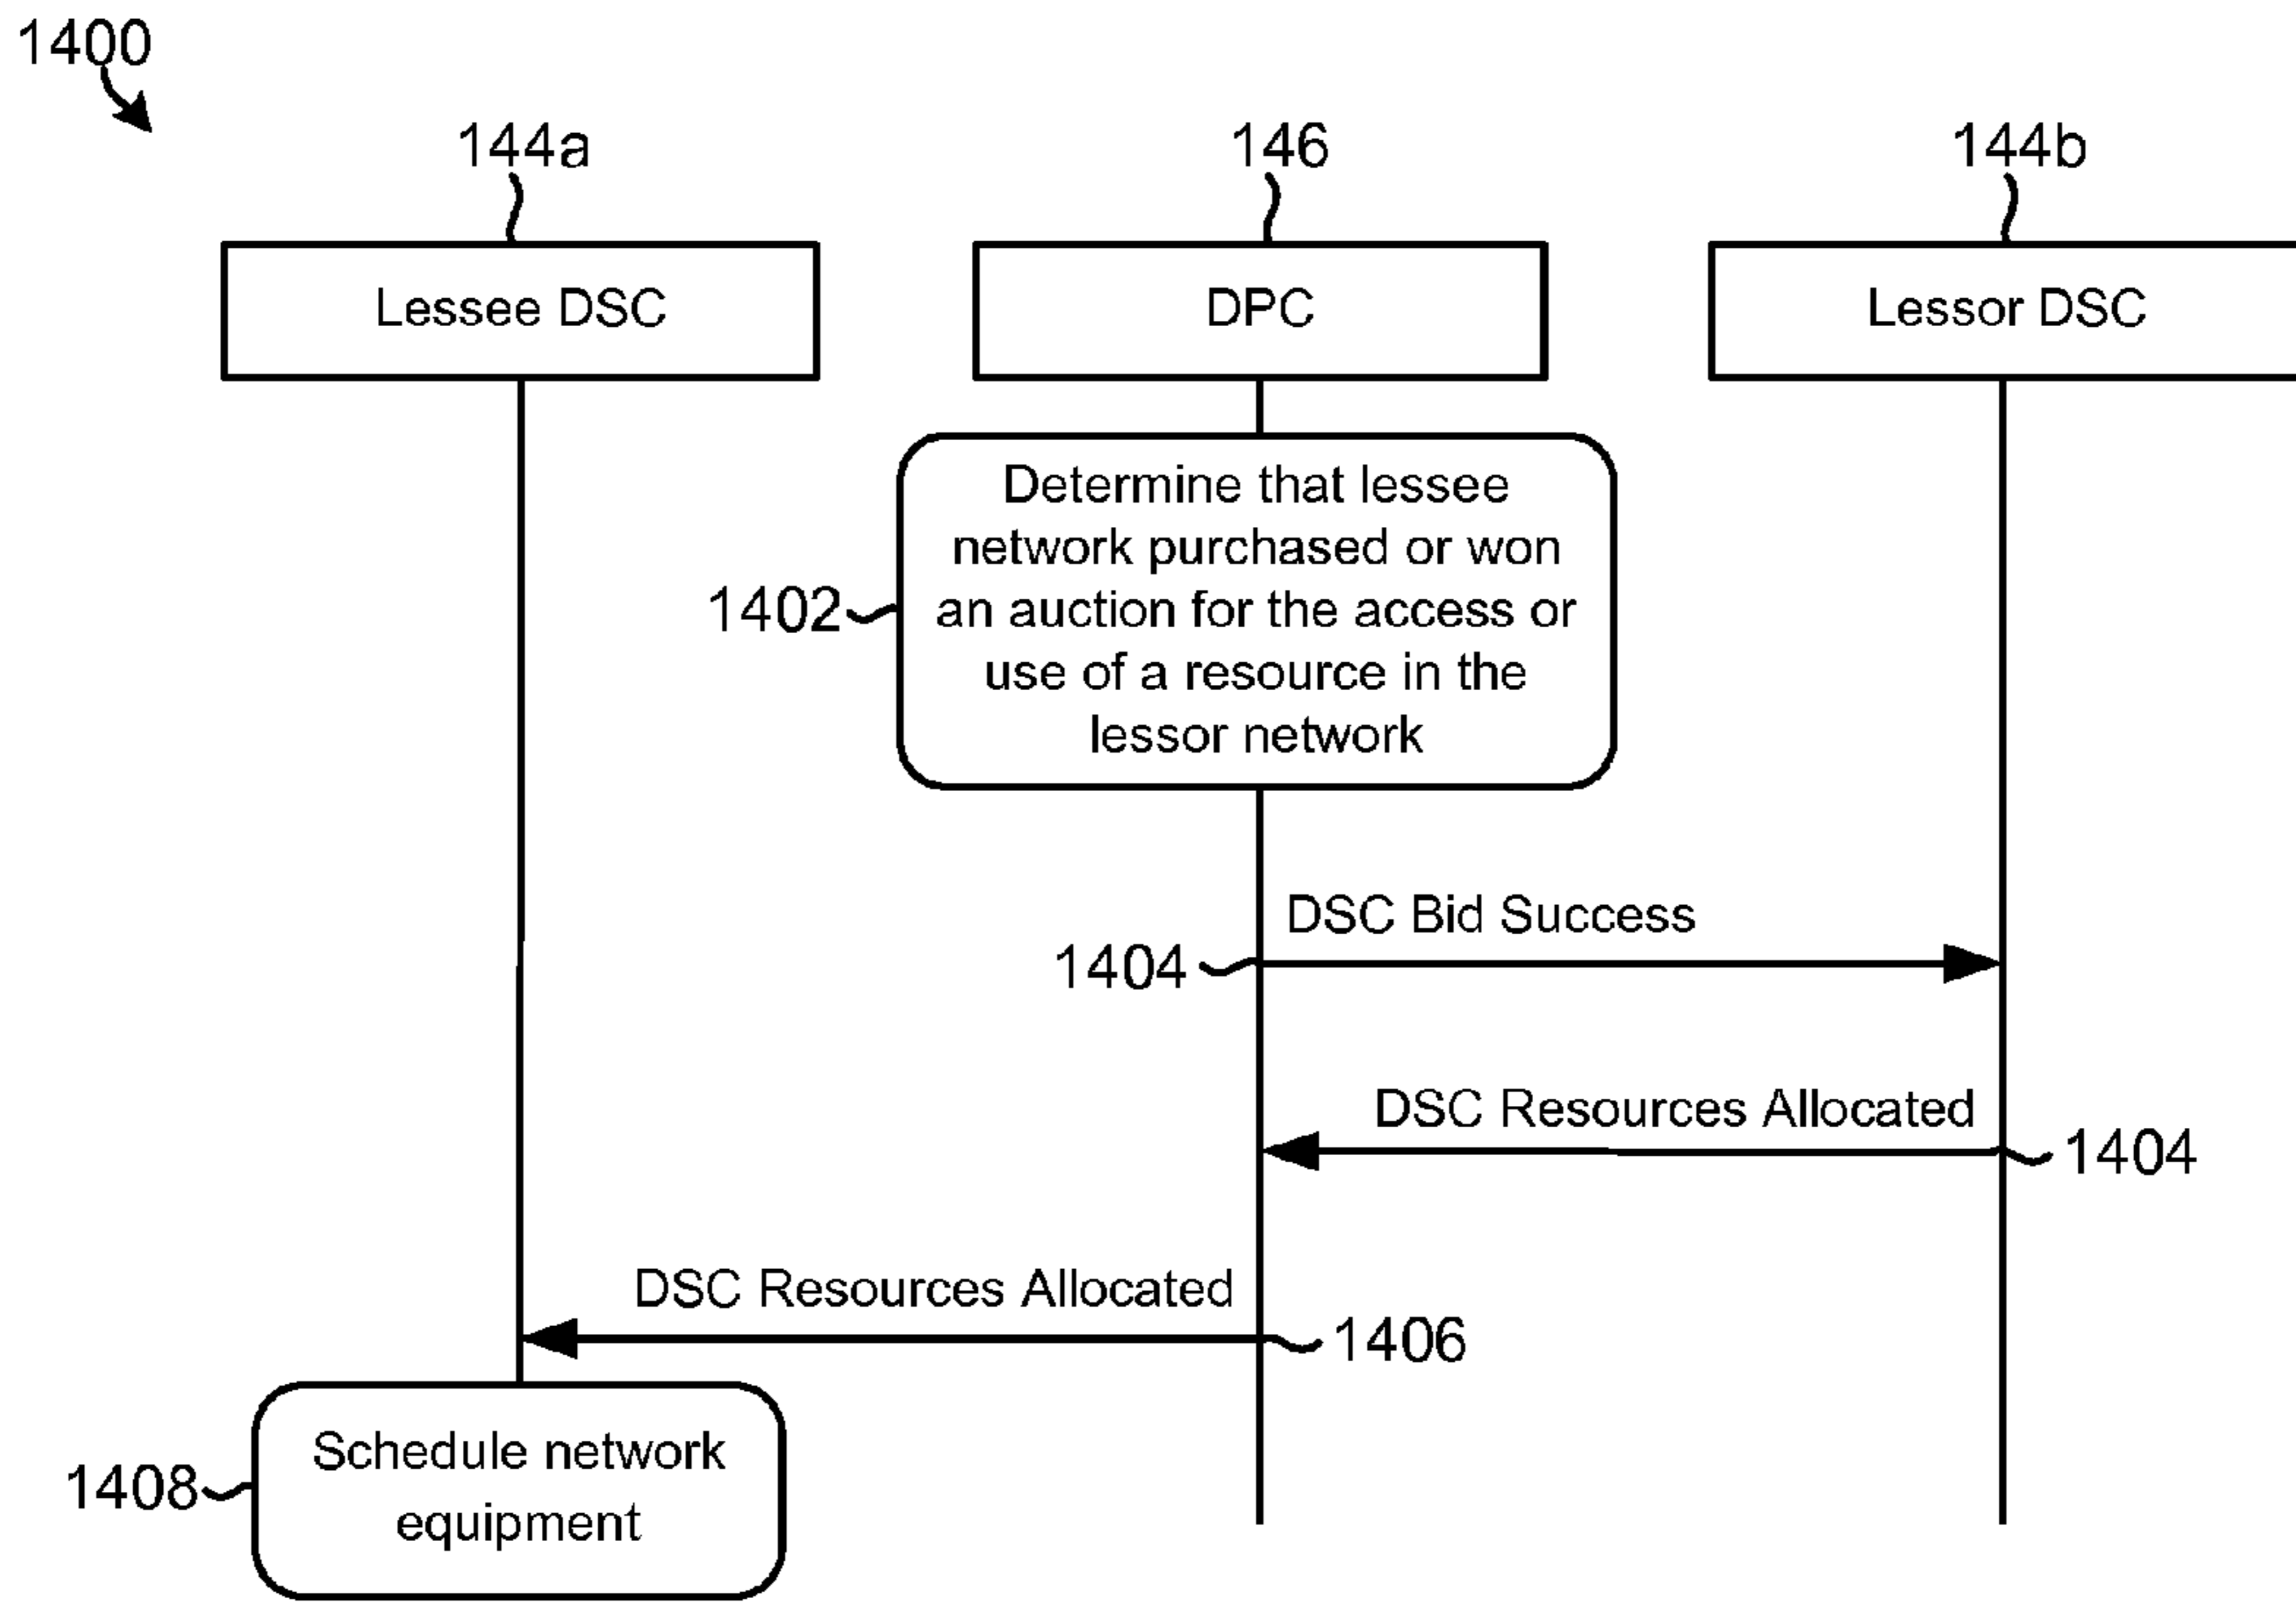 1400
144a
146
144b
Lessee DSC
DPC
Lessor DSC
Determine that lessee
network purchased or won
an auction for the access or
use of a resource in the
lessor network
1402
DSC Bid Success
1404
DSC Resources Allocated
1404
DSC Resources Allocated
1406
Schedule network
equipment
1408